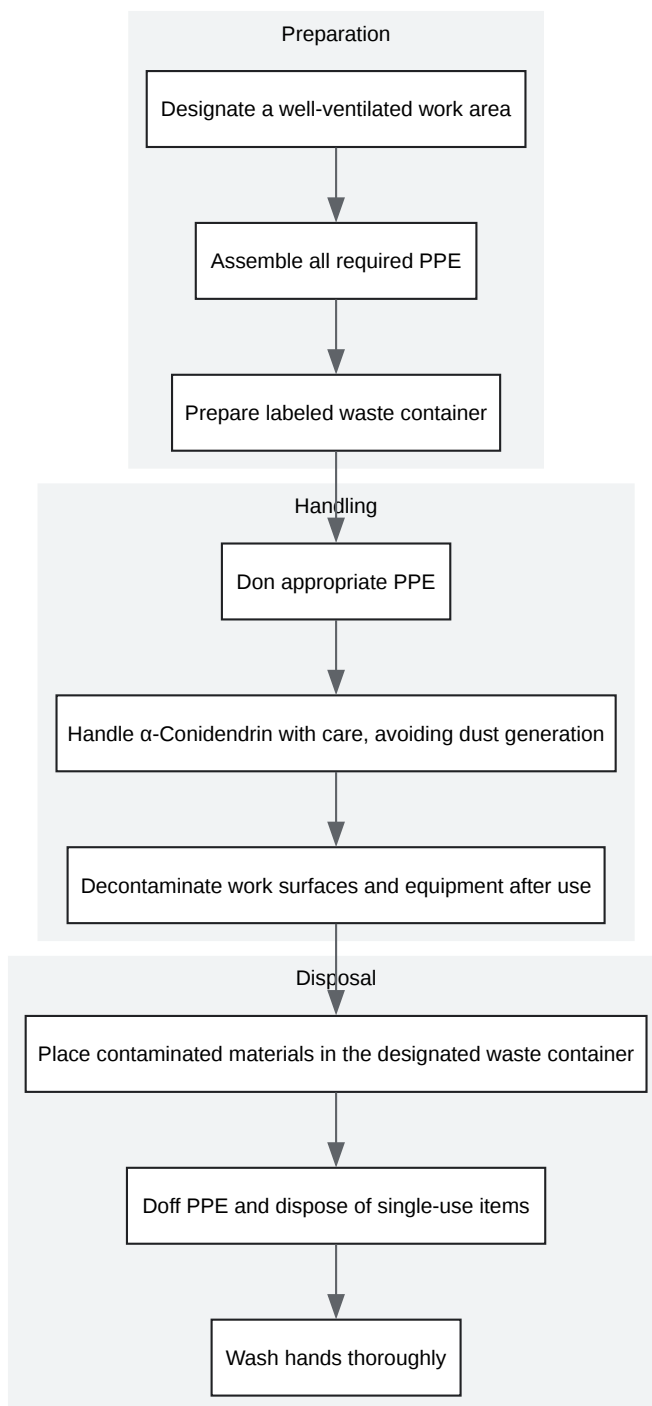 Preparation
Designate a well-ventilated work area
Assemble all required PPE
Prepare labeled waste container
Handling
Don appropriate PPE
Handle α-Conidendrin with care, avoiding dust generation
Decontaminate work surfaces and equipment after use
Disposal
Place contaminated materials in the designated waste container
Doff PPE and dispose of single-use items
Wash hands thoroughly